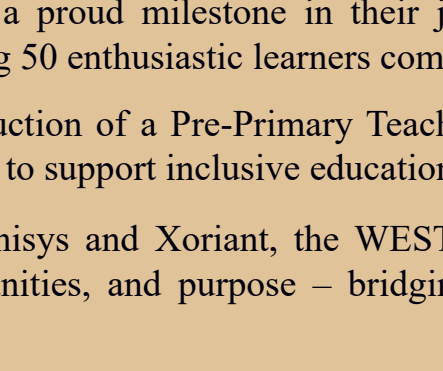 a proud milestone in their j
g 50 enthusiastic learners com
uction of a Pre-Primary Teach
to support inclusive education
nisys and Xoriant, the WEST
nities, and purpose – bridgin